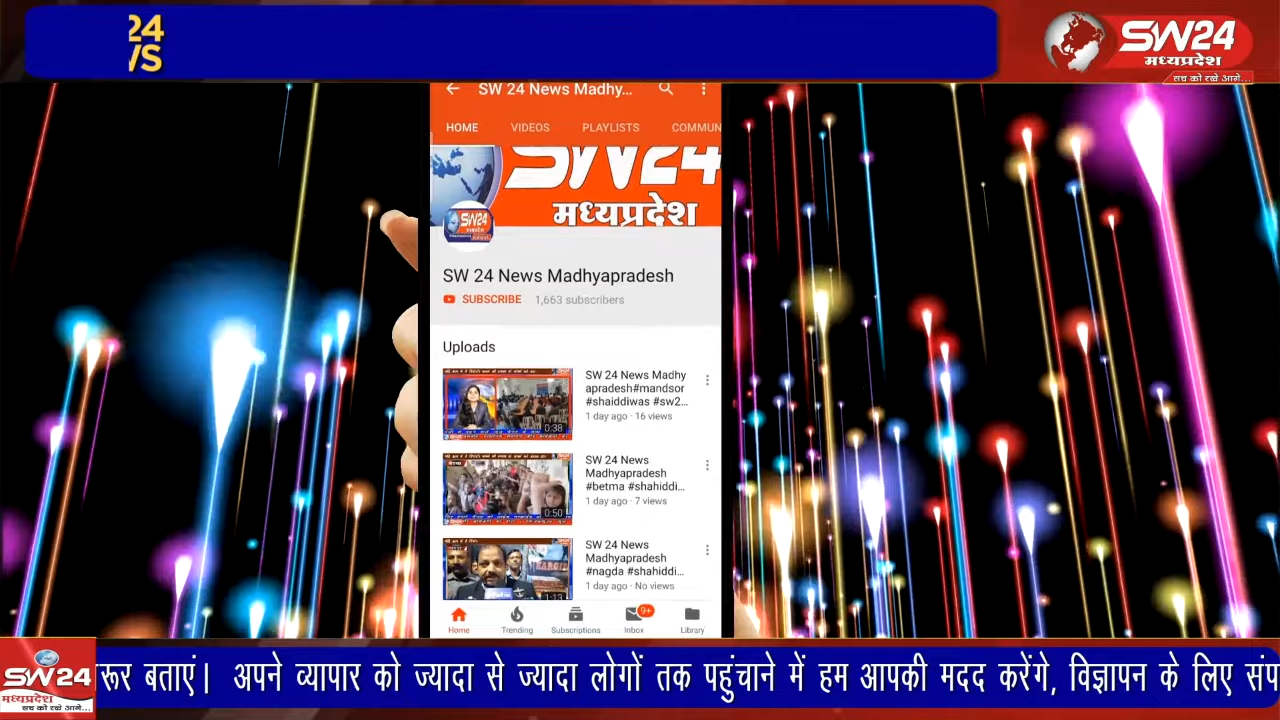 24
SW24
/S
मध्यप्रदेश
सच को रखे आगे...
SW 24 News Madhy...
HOME VIDEOS PLAYLISTS COMMUN
SW24
मध्यप्रदेश
SW24
SW 24 News Madhyapradesh
SUBSCRIBE 1,663 subscribers
Uploads
SW 24 News Madhy
apradesh#mandsor
#shaiddiwas #sw2...
1 day ago · 16 views
0:38
SW 24 News
Madhyapradesh
#betma #shahiddi...
1 day ago · 7 views
0:50
SW 24 News
Madhyapradesh
#nagda #shahiddi...
1 day ago · No views
1:13
9+
Home Trending Subscriptions Inbox Library
SW24
मध्यप्रदेश
सच को रखे आगे...
रूर बताएं| अपने व्यापार को ज्यादा से ज्यादा लोगों तक पहुंचाने में हम आपकी मदद करेंगे, विज्ञापन के लिए संप